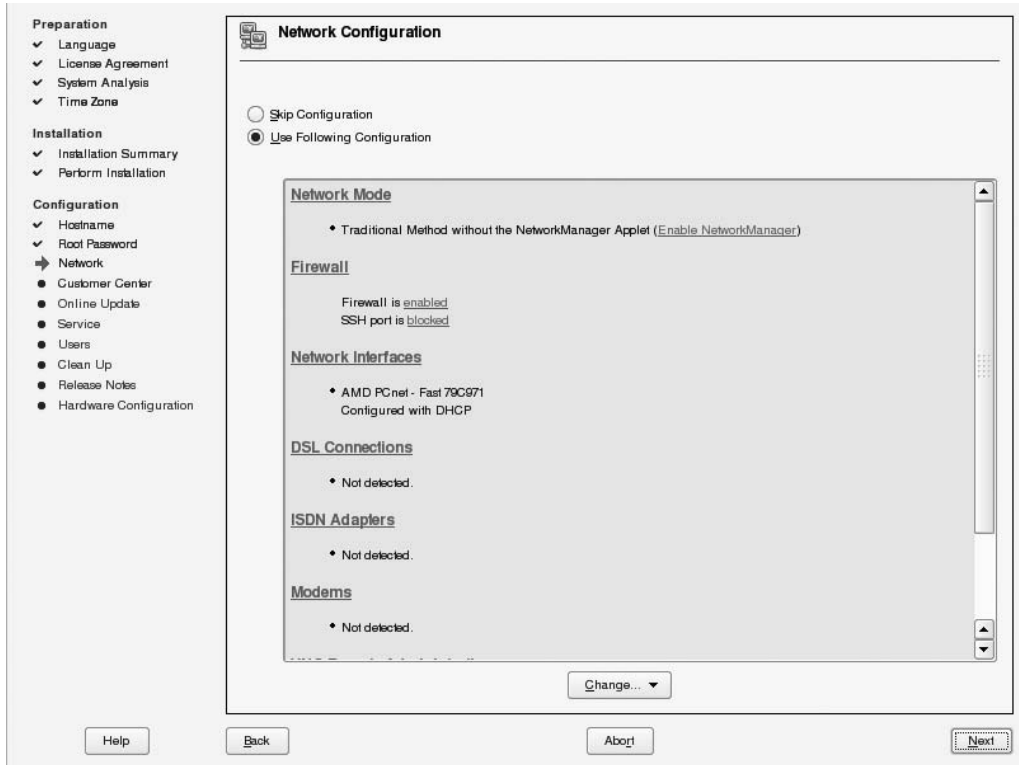 Preparation
Language
License Agreement
System Analysis
Time Zone
Installation
Installation Summary
Perform Installation
Configuration
Hostname
Root Password
Network
Customer Center
Online Update
Service
Users
Clean Up
Release Notes
Hardware Configuration
Network Configuration
Skip Configuration
Use Following Configuration
Network Mode
Traditional Method without the NetworkManager Applet (Enable NetworkManager)
Firewall
Firewall is enabled
SSH port is blocked
Network Interfaces
AMD PCnet - Fast 79C971
Configured with DHCP
DSL Connections
Not detected.
ISDN Adapters
Not detected.
Modems
Not detected.
Change...
Help
Back
Abort
Next